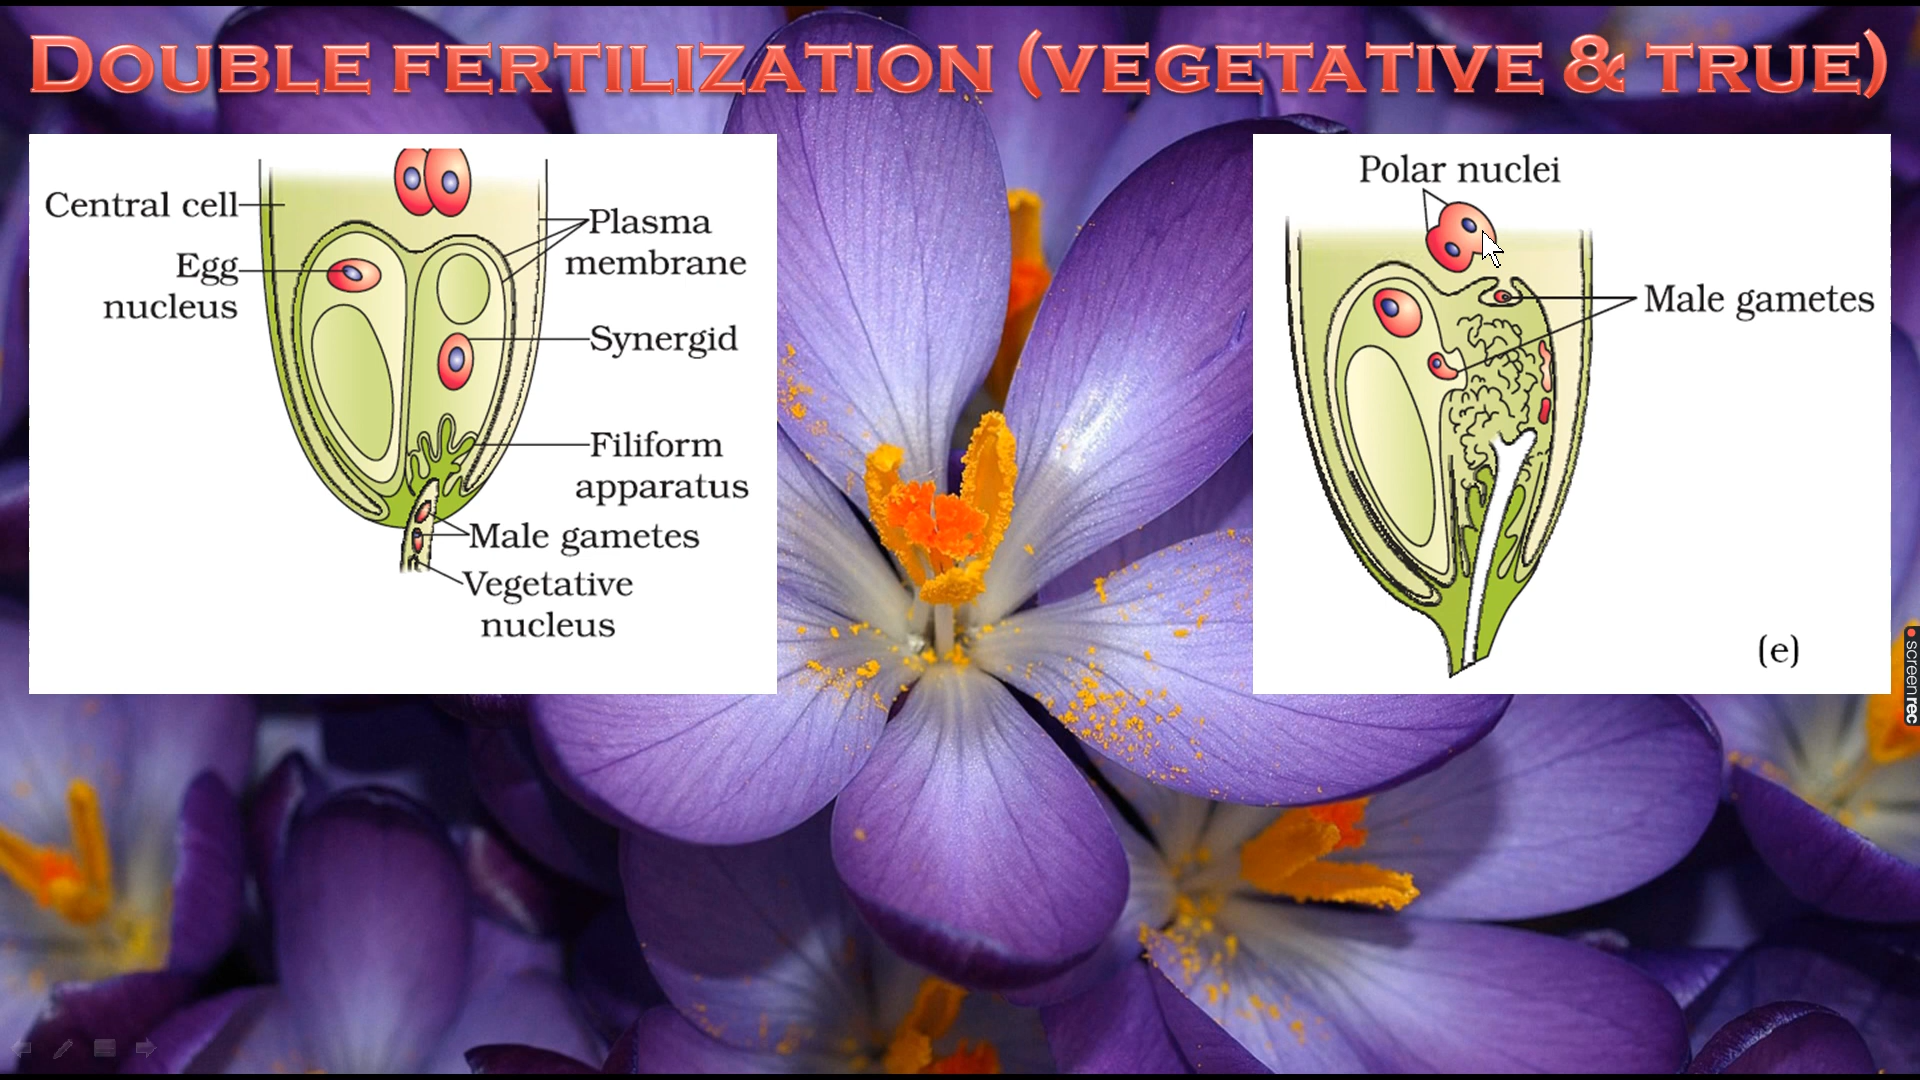 DOUBLE FERTILIZATION (VEGETATIVE & TRUE)
Central cell
Egg
nucleus
Plasma
membrane
Synergid
Filiform
apparatus
Male gametes
Vegetative
nucleus
Polar nuclei
Male gametes
(e)
screenrec